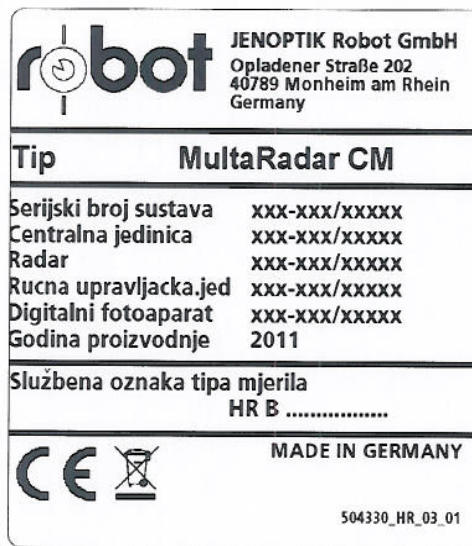 robot
JENOPTIK Robot GmbH
Opladener Straße 202
40789 Monheim am Rhein
Germany
Tip MultaRadar CM
Serijski broj sustava xxx-xxx/xxxxx
Centralna jedinica xxx-xxx/xxxxx
Radar xxx-xxx/xxxxx
Rucna upravljacka.jed xxx-xxx/xxxxx
Digitalni fotoaparat xxx-xxx/xxxxx
Godina proizvodnje 2011
Službena oznaka tipa mjerila
HR B .................
CE
MADE IN GERMANY
504330_HR_03_01